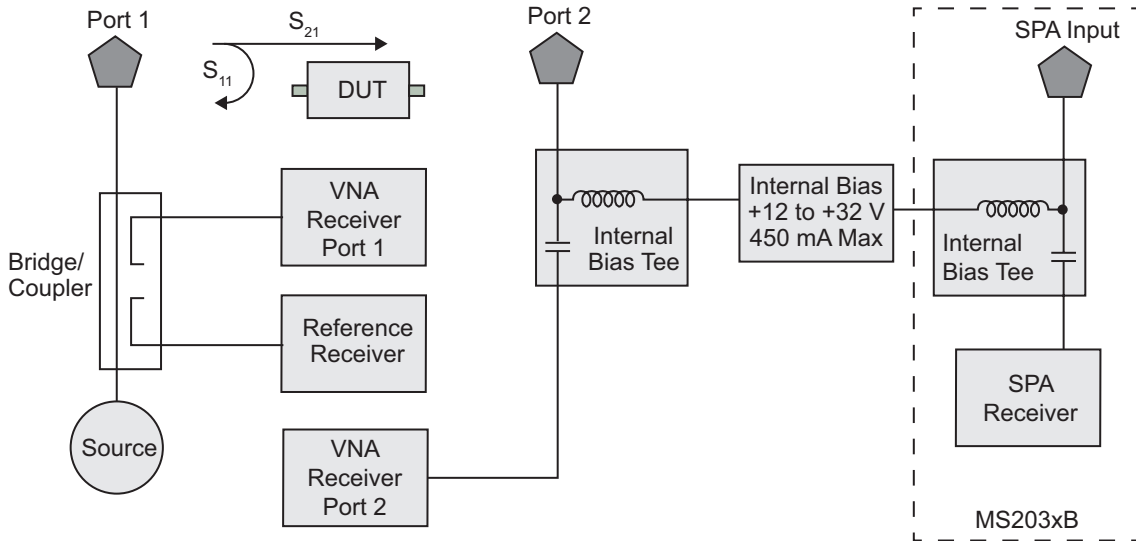 Port 1
S21
S11
DUT
Port 2
SPA Input
VNA
Receiver
Port 1
Bridge/
Coupler
Reference
Receiver
Source
VNA
Receiver
Port 2
Internal
Bias Tee
Internal Bias
+12 to +32 V
450 mA Max
Internal
Bias Tee
SPA
Receiver
MS203xB